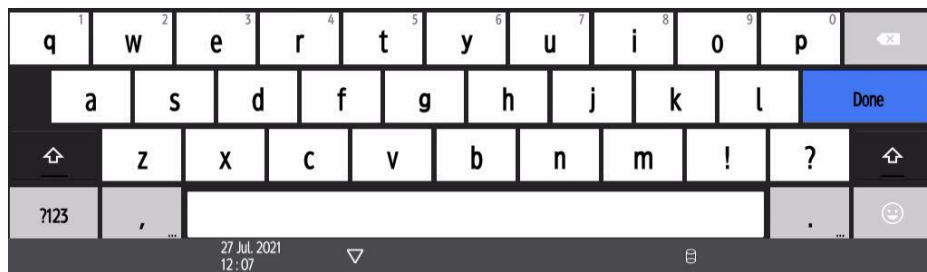 q 1 w 2 e 3 r 4 t 5 y 6 u 7 i 8 o 9 p 0
a s d f g h j k l Done
z x c v b n m ! ?
?123 , ... . ...
27 Jul. 2021
12:07